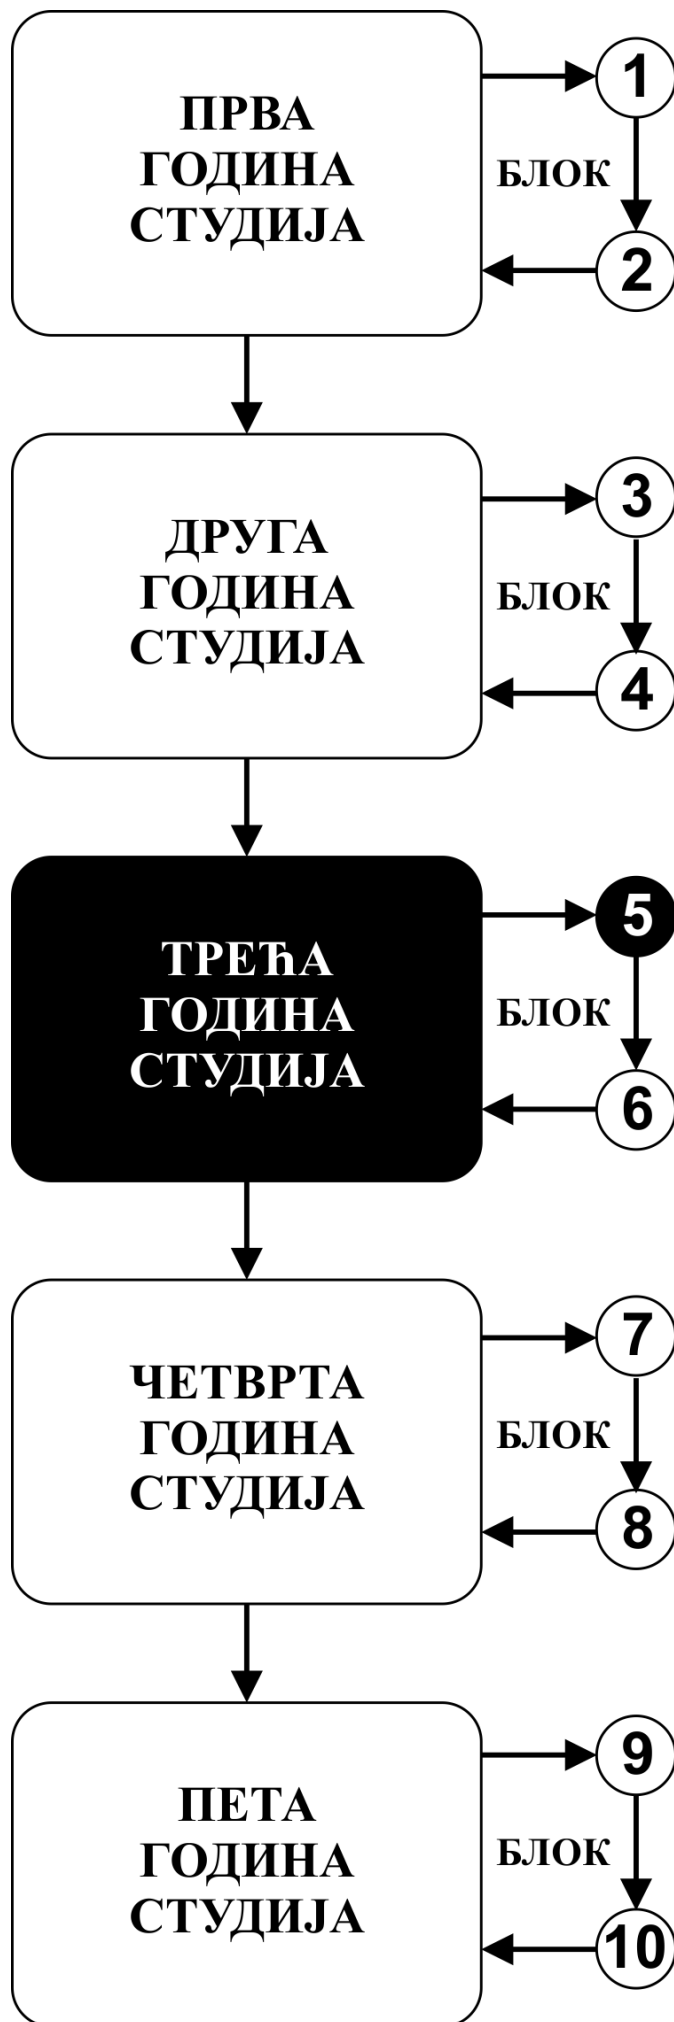 ПРВА
ГОДИНА
СТУДИЈА
1
БЛОК
2
ДРУГА
ГОДИНА
СТУДИЈА
3
БЛОК
4
ТРЕЋА
ГОДИНА
СТУДИЈА
5
БЛОК
6
ЧЕТВРТА
ГОДИНА
СТУДИЈА
7
БЛОК
8
ПЕТА
ГОДИНА
СТУДИЈА
9
БЛОК
10